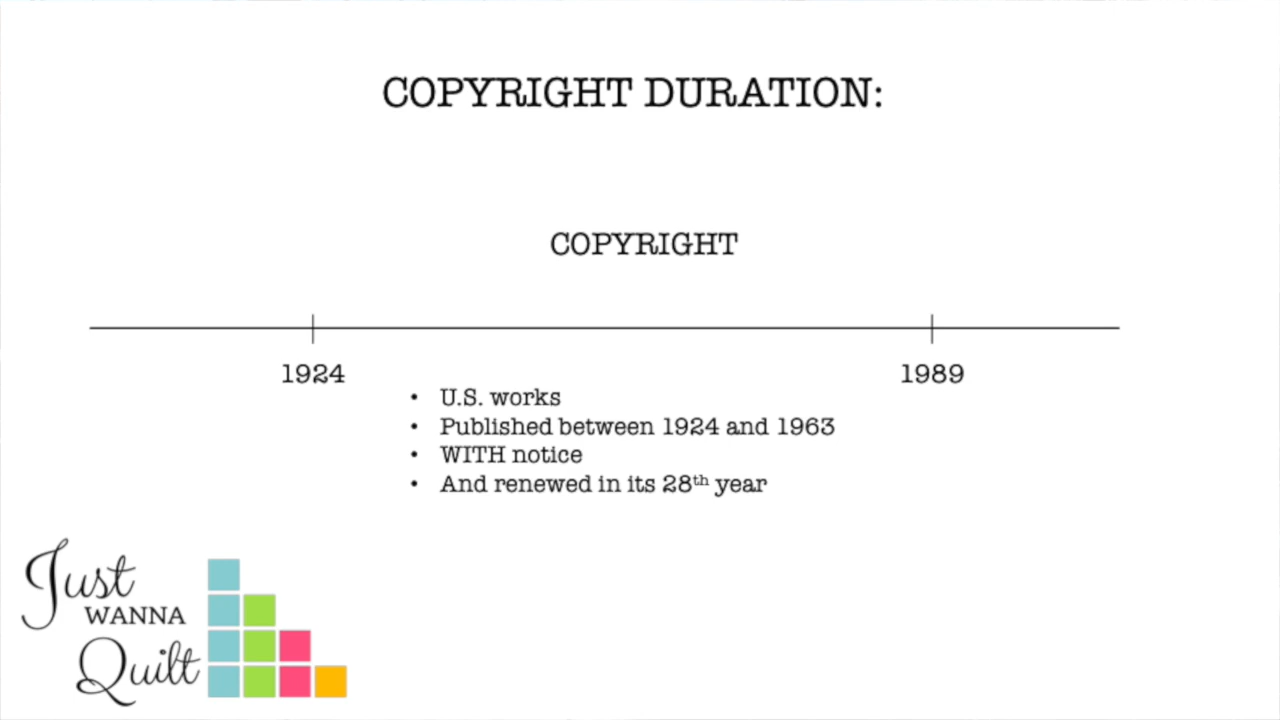 COPYRIGHT DURATION:
COPYRIGHT
1924
1989
• U.S. works
• Published between 1924 and 1963
• WITH notice
• And renewed in its 28th year
Just
WANNA
Quilt